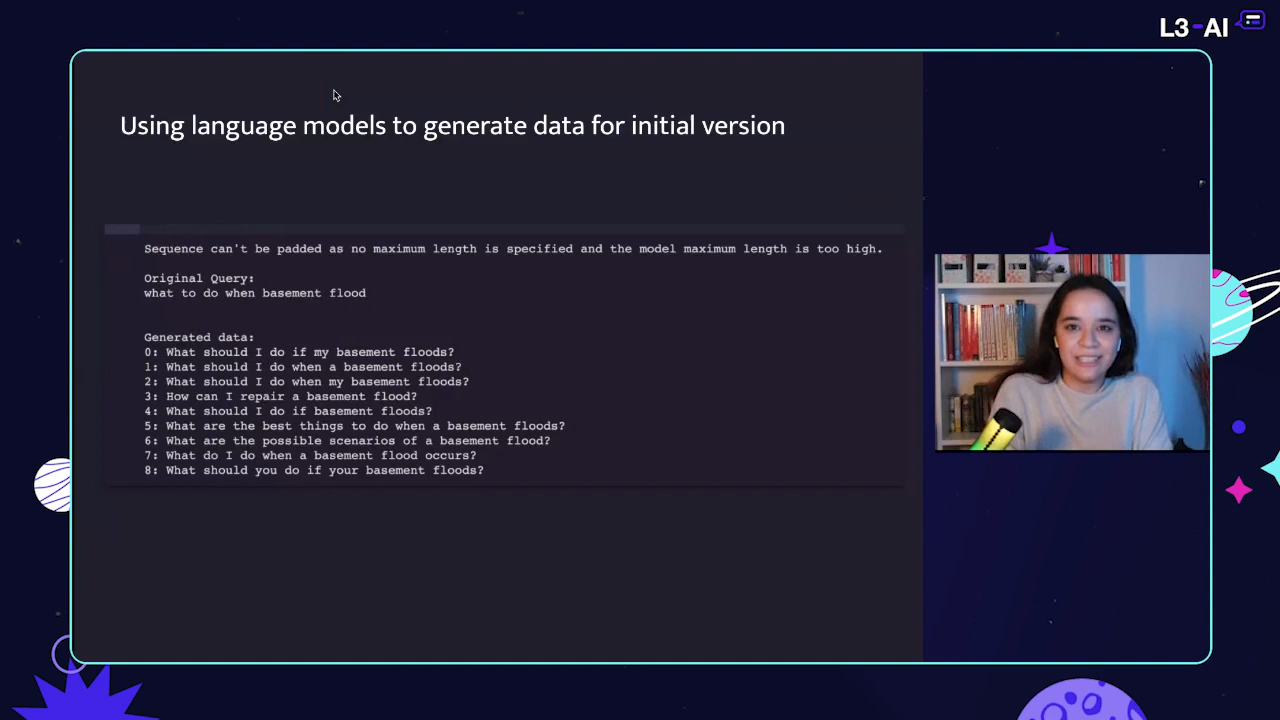 L3-AI
Using language models to generate data for initial version
Sequence can't be padded as no maximum length is specified and the model maximum length is too high.
Original Query:
what to do when basement flood
Generated data:
0: What should I do if my basement floods?
1: What should I do when a basement floods?
2: What should I do when my basement floods?
3: How can I repair a basement flood?
4: What should I do if basement floods?
5: What are the best things to do when a basement floods?
6: What are the possible scenarios of a basement flood?
7: What do I do when a basement flood occurs?
8: What should you do if your basement floods?